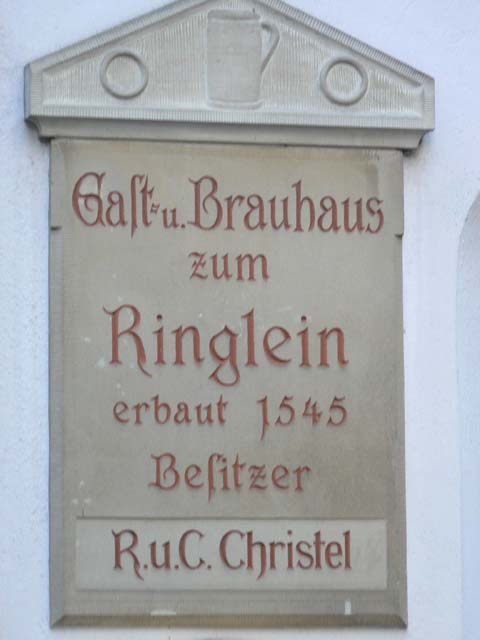 Gaſt- u. Brauhaus
zum
Ringlein
erbaut 1545
Beſitzer
R. u. C. Christel